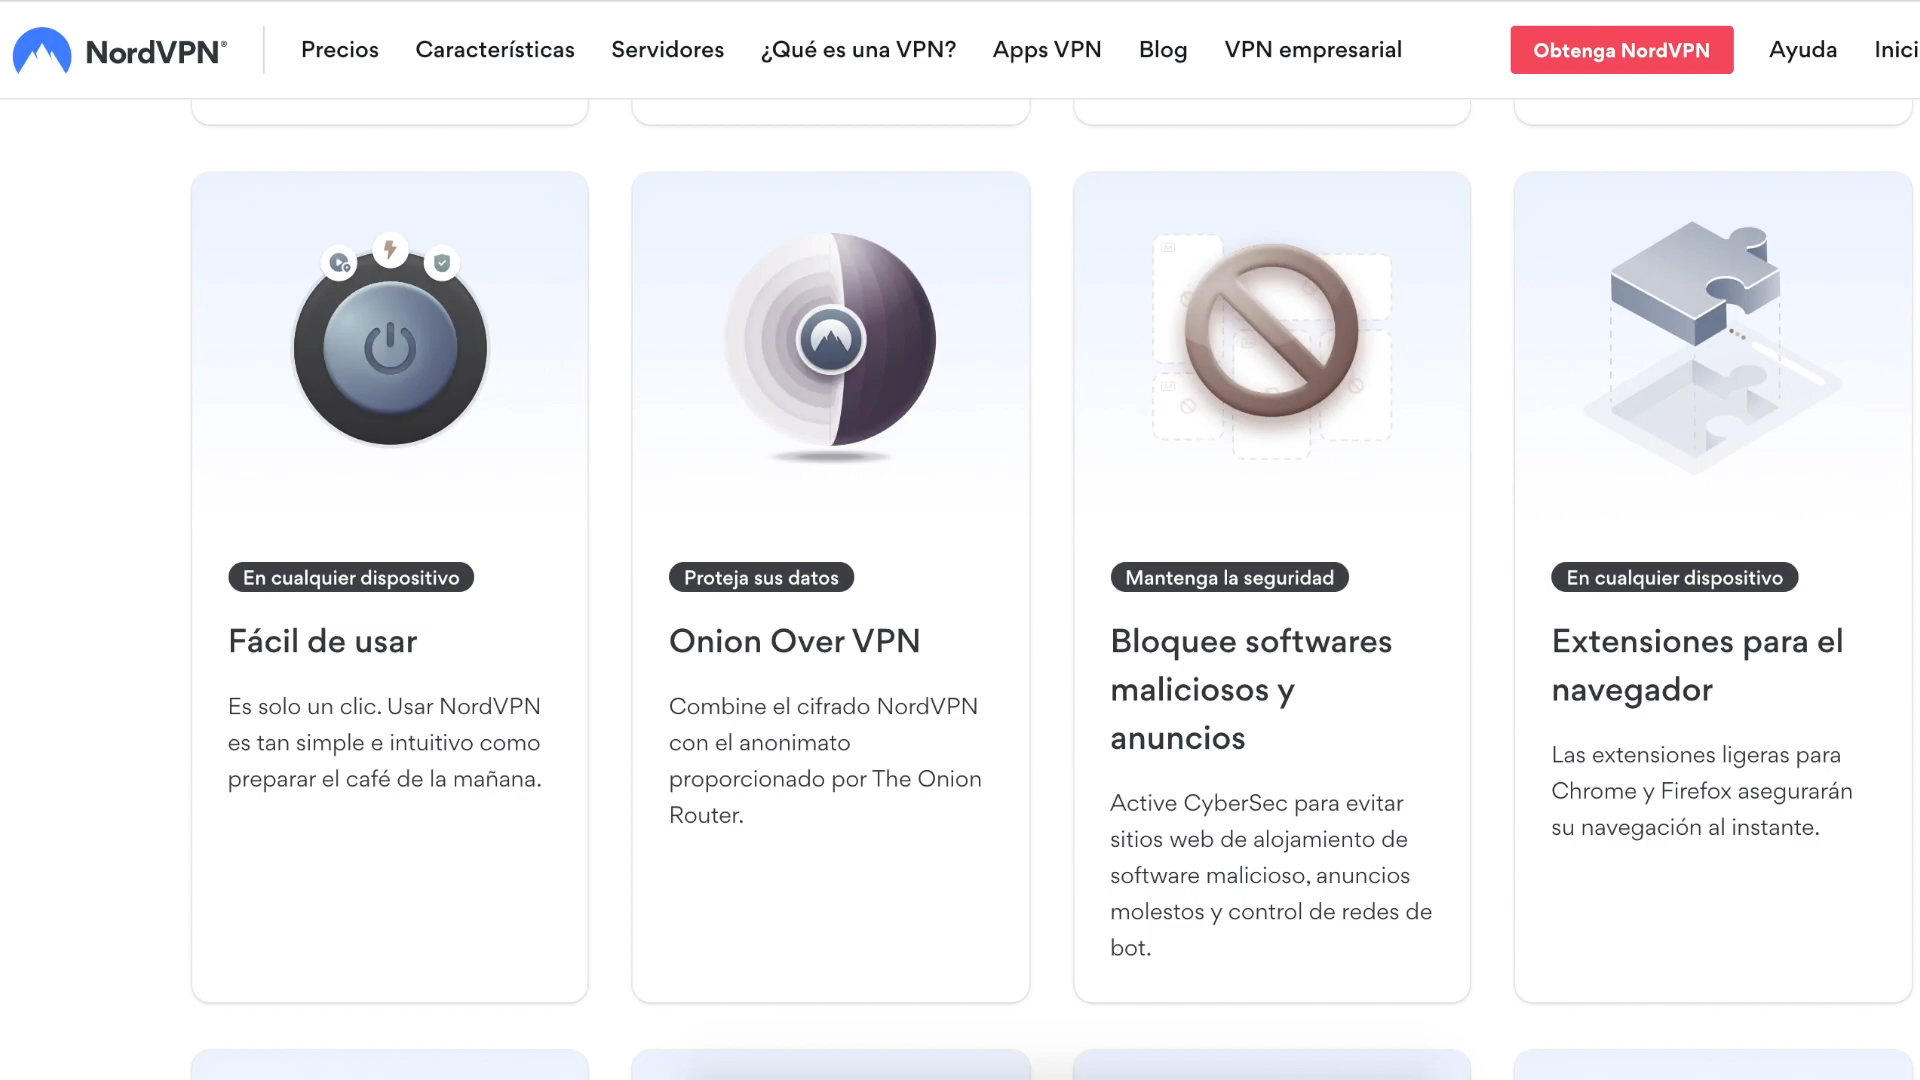 NordVPN®
Precios
Características
Servidores
¿Qué es una VPN?
Apps VPN
Blog
VPN empresarial
Obtenga NordVPN
Ayuda
Inici
En cualquier dispositivo
Fácil de usar
Es solo un clic. Usar NordVPN
es tan simple e intuitivo como
preparar el café de la mañana.
Proteja sus datos
Onion Over VPN
Combine el cifrado NordVPN
con el anonimato
proporcionado por The Onion
Router.
Mantenga la seguridad
Bloquee softwares
maliciosos y
anuncios
Active CyberSec para evitar
sitios web de alojamiento de
software malicioso, anuncios
molestos y control de redes de
bot.
En cualquier dispositivo
Extensiones para el
navegador
Las extensiones ligeras para
Chrome y Firefox asegurarán
su navegación al instante.